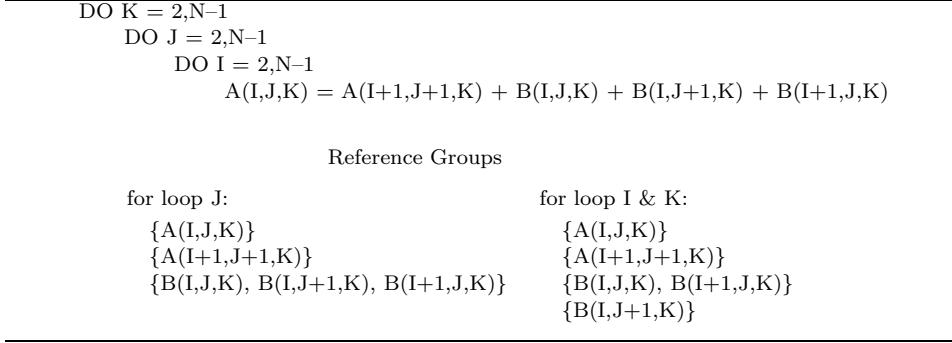 DO K = 2,N–1
DO J = 2,N–1
DO I = 2,N–1
A(I,J,K) = A(I+1,J+1,K) + B(I,J,K) + B(I,J+1,K) + B(I+1,J,K)
Reference Groups
for loop J:
{A(I,J,K)}
{A(I+1,J+1,K)}
{B(I,J,K), B(I,J+1,K), B(I+1,J,K)}
for loop I & K:
{A(I,J,K)}
{A(I+1,J+1,K)}
{B(I,J,K), B(I+1,J,K)}
{B(I,J+1,K)}